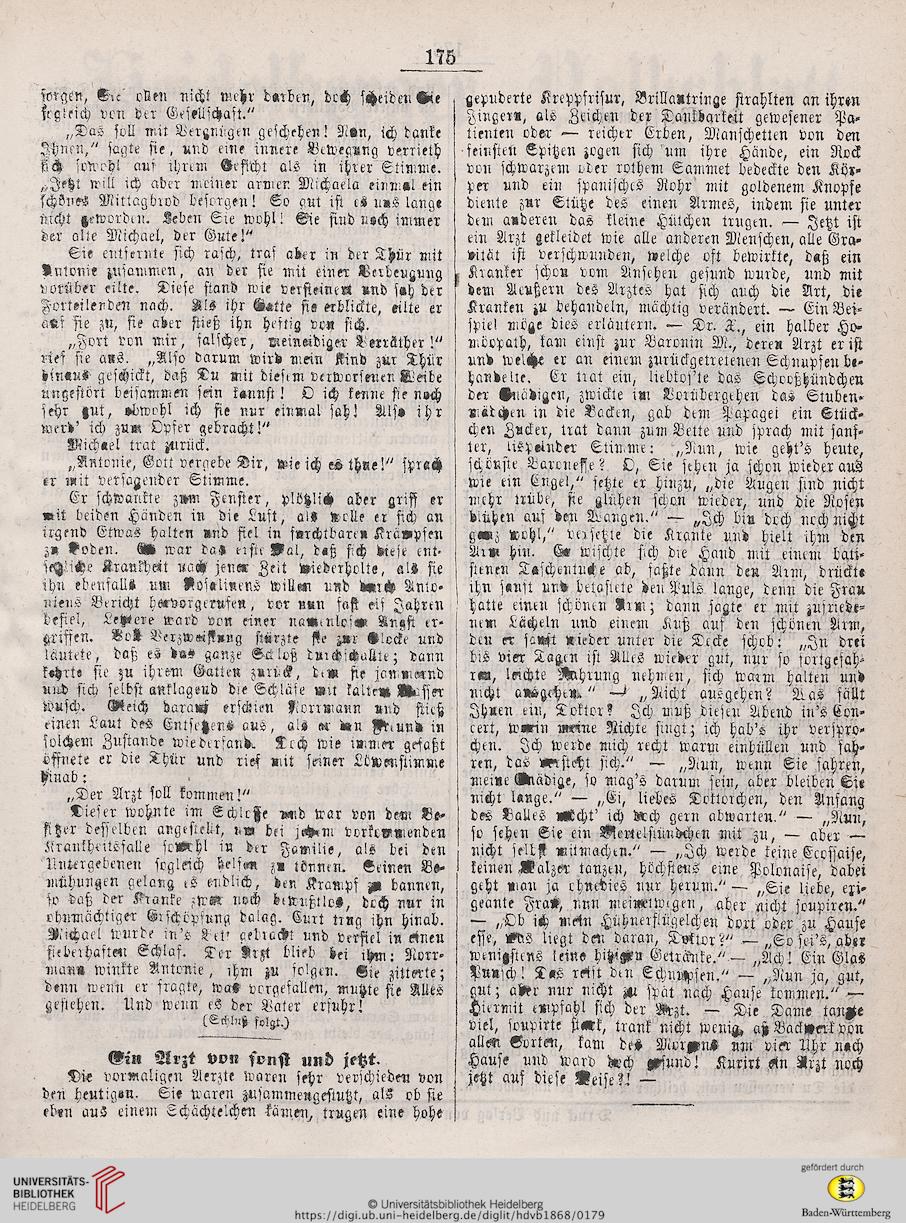 175
sorgen, Sie ollen nicht mehr darben, doch scheiden Sie
sogleich von der Gesellschaft.“
„Das soll mit Vergnügen geschehen! Nun, ich danke
Ihnen,“ sagte sie, und eine innere Bewegung verrieth
sich sowohl auf ihrem Gesicht als in ihrer Stimme.
„Jetzt will ich aber meiner armen Michaela einmal ein
schönes Mittagbrod besorgen! So gut ist es uns lange
nicht geworden. Leben Sie wohl! Sie sind noch immer
der alte Michael, der Gute!“
Sie entfernte sich rasch, traf aber in der Thür mit
Antonie zusammen, an der sie mit einer Verbeugung
vorüber eilte. Diese stand wie versteinert und sah der
Forteilenden nach. Als ihr Gatte sie erblickte, eilte er
auf sie zu, sie aber stieß ihn heftig von sich.
„Fort von mir, falscher, meineidiger Verräther!“
rief sie aus. „Also darum wird mein Kind zur Thür
hinaus geschickt, daß Du mit diesem verworfenen Weibe
ungestört beisammen sein kannst! O ich kenne sie noch
sehr gut, obwohl ich sie nur einmal sah! Also ihr
werd’ ich zum Opfer gebracht!“
Michael trat zurück.
„Antonie, Gott vergebe Dir, wie ich es thue!“ sprach
er mit versagender Stimme.
Er schwankte zum Fenster, plötzlich aber griff er
mit beiden Händen in die Luft, als wolle er sich an
irgend Etwas halten und fiel in furchtbaren Krämpfen
zu Boden. Es war das erste Mal, daß sich diese ent-
setzliche Krankheit nach jener Zeit wiederholte, als sie
ihn ebenfalls um Rosalinens willen und durch Anto-
niens Bericht hervorgerufen, vor nun fast elf Jahren
befiel. Letztere ward von einer namenlosen Angst er-
griffen. Voll Verzweiflung stürzte sie zur Glocke und
läutete, daß es das ganze Schloß durchschallte; dann
kehrte sie zu ihrem Gatten zurück, dem sie jammernd
und sich selbst anklagend die Schläfe mit kaltem Wasser
wusch. Gleich darauf erschien Norrmann und stieß
einen Laut des Entsetzens aus, als er den Freund in
solchem Zustande wiederfand. Doch wie immer gefaßt
öffnete er die Thür und rief mit seiner Löwenstimme
hinab:
„Der Arzt soll kommen!“
Dieser wohnte im Schlosse und war von dem Be-
sitzer desselben angestellt, um bei jedem vorkommenden
Krankheitsfalle sowohl in der Familie, als bei den
Untergebenen sogleich helfen zu können. Seinen Be-
mühungen gelang es endlich, den Krampf zu bannen,
so daß der Kranke zwar noch bewußtlos, doch nur in
ohnmächtiger Erschöpfung dalag. Curt trug ihn hinab.
Michael wurde in’s Bett gebracht und verfiel in einen
fieberhaften Schlaf. Der Arzt blieb bei ihm: Norr-
mann winkte Antonie, ihm zu folgen. Sie zitterte;
denn wenn er fragte, was vorgefallen, mußte sie Alles
gestehen. Und wenn es der Vater erfuhr!
(Schluß folgt.)
Ein Arzt von sonst und jetzt.
Die vormaligen Aerzte waren sehr verschieden von
den heutigen. Sie waren zusammengestutzt, als ob sie
eben aus einem Schächtelchen kämen, trugen eine hohe
gepuderte Kreppfrisur, Brillantringe strahlten an ihren
Fingern, als Zeichen der Dankbarkeit gewesener Pa-
tienten oder — reicher Erben, Manschetten von den
feinsten Spitzen zogen sich um ihre Hände, ein Rock
von schwarzem oder rothem Sammet bedeckte den Kör-
per und ein spanisches Rohr mit goldenem Knopfe
diente zur Stütze des einen Armes, indem sie unter
dem anderen das kleine Hütchen trugen. — Jetzt ist
ein Arzt gekleidet wie alle anderen Menschen, alle Gra-
vität ist verschwunden, welche oft bewirkte, daß ein
Kranker schon vom Ansehen gesund wurde, und mit
dem Aeußern des Arztes hat sich auch die Art, die
Kranken zu behandeln, mächtig verändert. — Ein Bei-
spiel möge dies erläutern. — Dr. X., ein halber Ho-
möopath, kam einst zur Baronin M., deren Arzt er ist
und welche er an einem zurückgetretenen Schnupfen be-
handelte. Er trat ein, liebkos’te das Schooßhündchen
der Gnädigen, zwickte im Vorübergehen das Stuben-
mädchen in die Backen, gab dem Papagei ein Stück-
chen Zucker, trat dann zum Bette und sprach mit sanf-
ter, lispelnder Stimme: „Nun, wie geht’s heute,
schönste Baronesse? O, Sie sehen ja schon wieder aus
wie ein Engel,“ setzte er hinzu, „die Augen sind nicht
mehr trübe, sie glühen schon wieder, und die Rosen
blühen auf den Wangen.“ — „Ich bin doch noch nicht
ganz wohl,“ versetzte die Kranke und hielt ihm den
Arm hin. Er wischte sich die Hand mit einem bati-
stenen Taschentuche ab, faßte dann den Arm, drückte
ihn sanft und betastete den Puls lange, denn die Frau
hatte einen schönen Arm; dann sagte er mit zufriede-
nem Lächeln und einem Kuß auf den schönen Arm,
den er sanft wieder unter die Decke schob: „In drei
bis vier Tagen ist Alles wieder gut, nur so fortgefah-
ren, leichte Nahrung nehmen, sich warm halten und
nicht ausgehen.“ — „Nicht ausgehen? Was fällt
Ihnen ein, Doktor? Ich muß diesen Abend in’s Con-
cert, worin meine Nichte singt; ich hab’s ihr verspro-
chen. Ich werde mich recht warm einhüllen und fah-
ren, das versteht sich.“ — „Nun, wenn Sie fahren,
meine Gnädige, so mag’s darum sein, aber bleiben Sie
nicht lange.“ — „Ei, liebes Doktorchen, den Anfang
des Balles möcht’ ich doch gern abwarten.“ — „Nun,
so sehen Sie ein Viertelstündchen mit zu, — aber —
nicht selbst mitmachen.“ — „Ich werde keine Ecossaise,
keinen Walzer tanzen, höchstens eine Polonaise, dabei
geht man ja ohnedies nur herum.“ — „Sie liebe, exi-
geante Frau, nun meinetwegen, aber nicht soupiren.“
— „Ob ich mein Hühnerflügelchen dort oder zu Hause
esse, was liegt den daran, Doktor?“ — „So sei’s, aber
wenigstens keine hitzigen Getränke.“ — „Ach! Ein Glas
Punsch! Das reißt den Schnupfen.“ — „Nun ja, gut,
gut; aber nur nicht zu spät nach Hause kommen.“ —
Hiermit empfahl sich der Arzt. — Die Dame tanzte
viel, soupirte stark, trank nicht wenig, aß Backwerk von
allen Sorten, kam des Morgens um vier Uhr nach
Hause und ward doch gesund! Kurirt ein Arzt noch
jetzt auf diese Weise?! —
UNIVERSITÄTS-
BIBLIOTHEK
HEIDELBERG
© Universitätsbibliothek Heidelberg
https://digi.ub.uni-heidelberg.de/diglit/hdvb1868/0179
gefördert durch
Baden-Württemberg